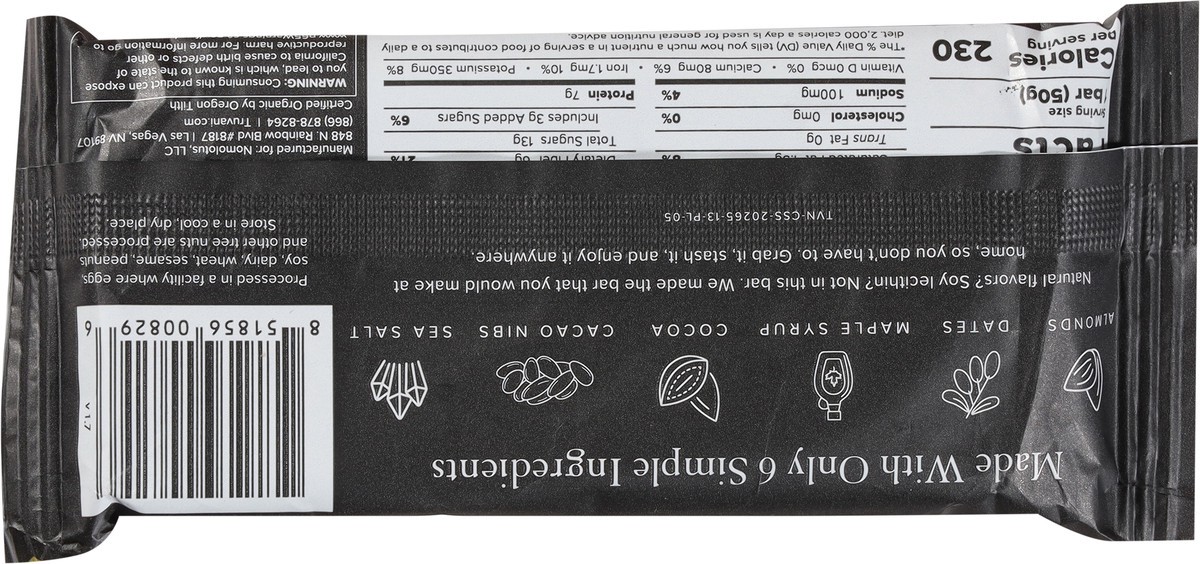 Made With Only 6 Simple Ingredients
ALMONDS
DATES
MAPLE SYRUP
COCOA
CACAO NIBS
SEA SALT
Natural flavors? Soy lecithin? Not in this bar. We made the bar that you would make at
home, so you don't have to. Grab it, stash it, and enjoy it anywhere.
TVN-CSS-20265-13-PL-05
V1.7
8 51856 00829 6
Processed in a facility where eggs,
soy, dairy, wheat, sesame, peanuts
and other tree nuts are processed.
Store in a cool, dry place.
acts
erving size
bar (50g)
Calories
per serving
230
8%
Trans Fat 0g
Cholesterol 0mg 0%
Sodium 100mg 4%
Dietary Fiber 6g 21%
Total Sugars 13g
Includes 3g Added Sugars 6%
Protein 7g
Vitamin D 0mcg 0% • Calcium 80mg 6% • Iron 1.7mg 10% • Potassium 350mg 8%
*The % Daily Value (DV) tells you how much a nutrient in a serving of food contributes to a daily
diet. 2,000 calories a day is used for general nutrition advice.
Manufactured for: Nomolotus, LLC,
848 N. Rainbow Blvd #8187 | Las Vegas, NV 89107
(866) 878-8264 | Truvani.com
Certified Organic by Oregon Tilth
WARNING: Consuming this product can expose
you to lead, which is known to the state of
California to cause birth defects or other
reproductive harm. For more information go to